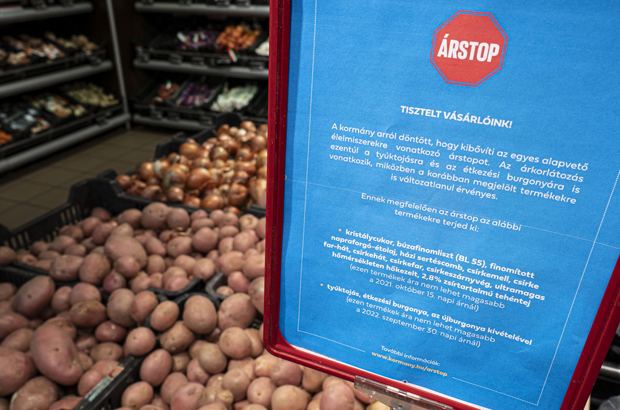 ÁRSTOP
TISZTELT VÁSÁRLÓINK!
A kormány arról döntött, hogy kibővíti az egyes alapvető
élelmiszerekre vonatkozó árstopot. Az árkorlátozás
ezentúl a tyúktojásra és az étkezési burgonyára is
vonatkozik, miközben a korábban megjelölt termékekre
is változatlanul érvényes.
Ennek megfelelően az árstop az alábbi
termékekre terjed ki:
• kristálycukor, búzafinomliszt (BL 55), finomított
napraforgó-étolaj, házi sertéscomb, csirkemell, csirke
far-hát, csirkehát, csirkefar, csirkeszárnyvég, ultramagas
hőmérsékleten hőkezelt, 2,8% zsírtartalmú tehéntej
(ezen termékek ára nem lehet magasabb
a 2021. október 15. napi árnál)
• tyúktojás, étkezési burgonya, az újburgonya kivételével
(ezen termékek ára nem lehet magasabb
a 2022. szeptember 30. napi árnál)
További információk:
www.kormany.hu/arstop